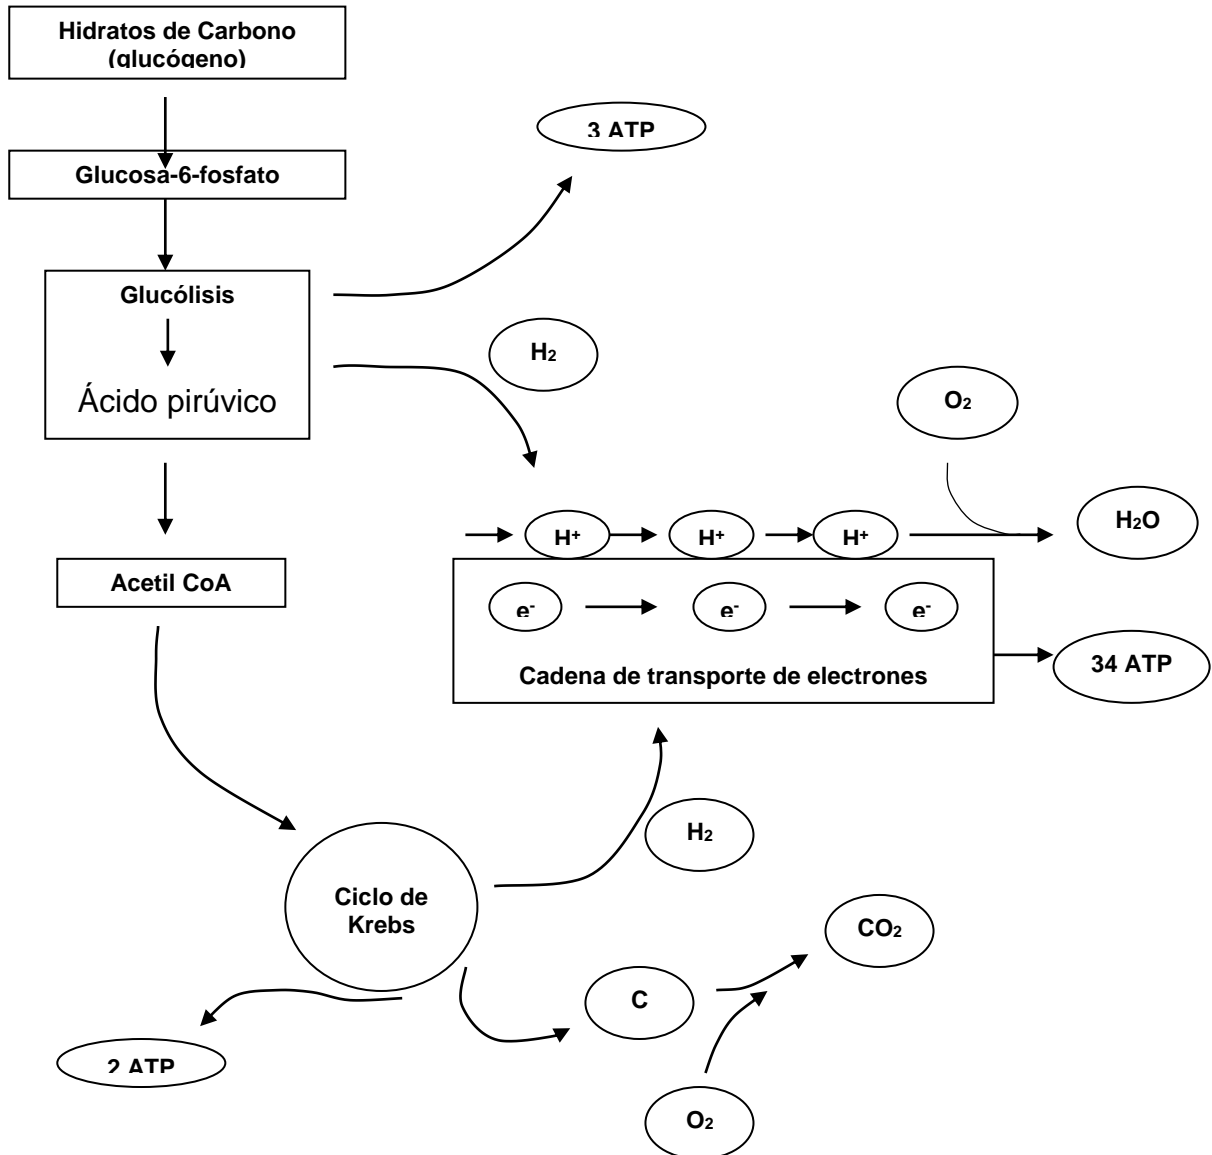 Hidratos de Carbono
(glucógeno)
3 ATP
Glucosa-6-fosfato
Glucólisis
H₂
Ácido pirúvico
O₂
H₂O
H⁺
H⁺
H⁺
Acetil CoA
e⁻
e⁻
e⁻
34 ATP
Cadena de transporte de electrones
H₂
Ciclo de
Krebs
CO₂
C
2 ATP
O₂